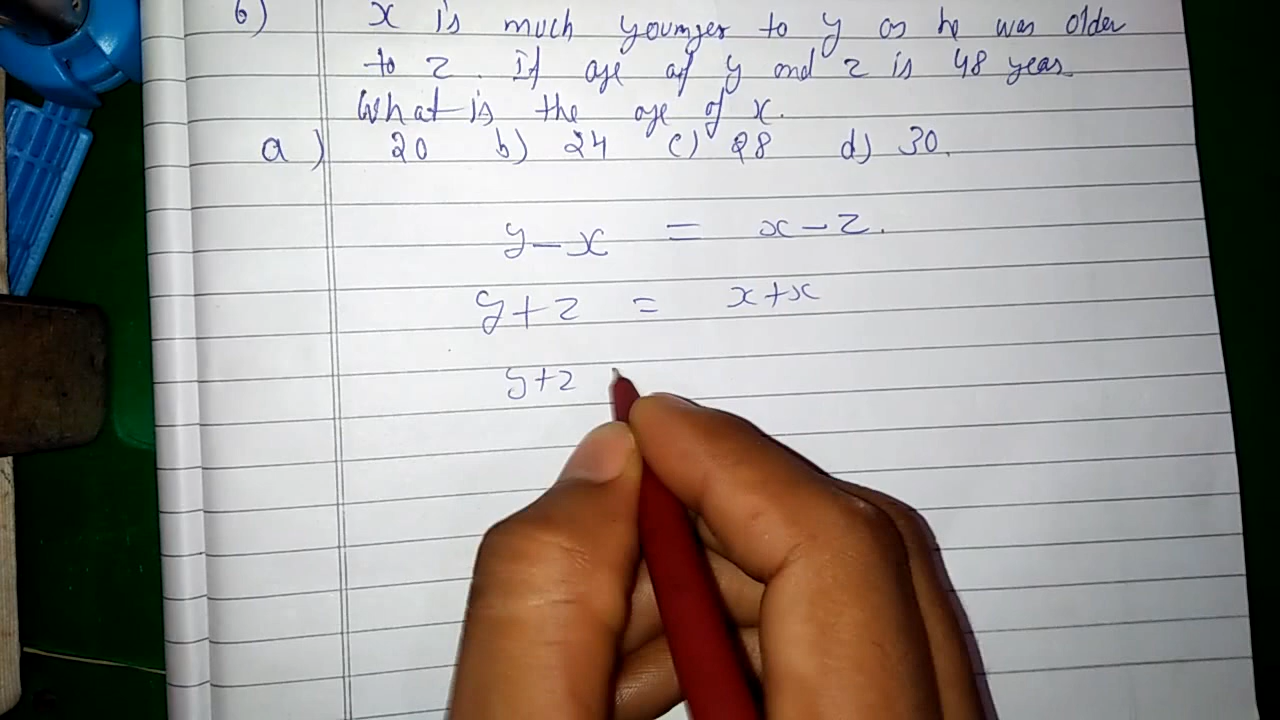 6) x is much younger to y as he was older
to z. if age of y and z is 48 years
What is the age of x.
a) 20 b) 24 c) 28 d) 30.
y-x = x-z.
y+z = x+x
y+z